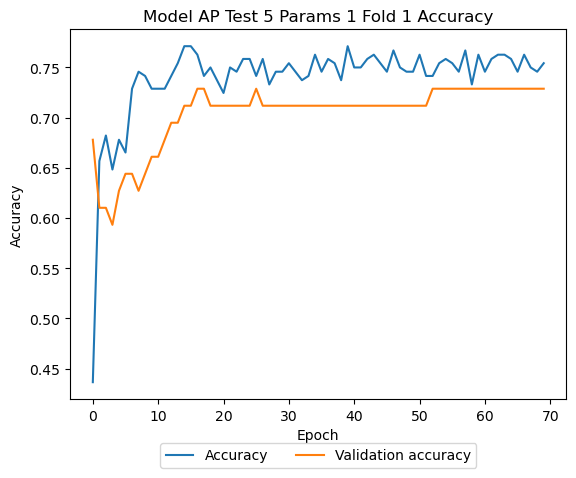 Model AP Test 5 Params 1 Fold 1 Accuracy
Accuracy
0.75
0.70
0.65
0.60
0.55
0.50
0.45
0 10 20 30 40 50 60 70
Epoch
Accuracy Validation accuracy